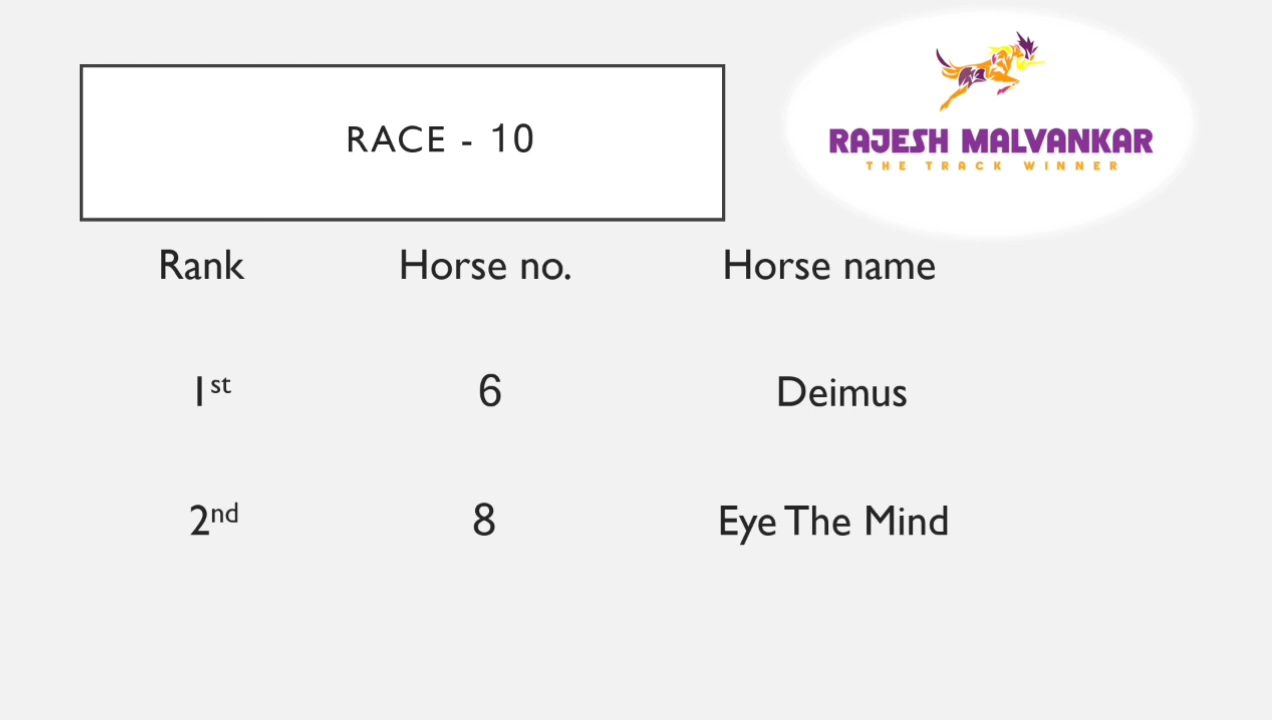 RACE - 10
RAJESH MALVANKAR
THE TRACK WINNER
Rank Horse no. Horse name
1st 6 Deimus
2nd 8 Eye The Mind